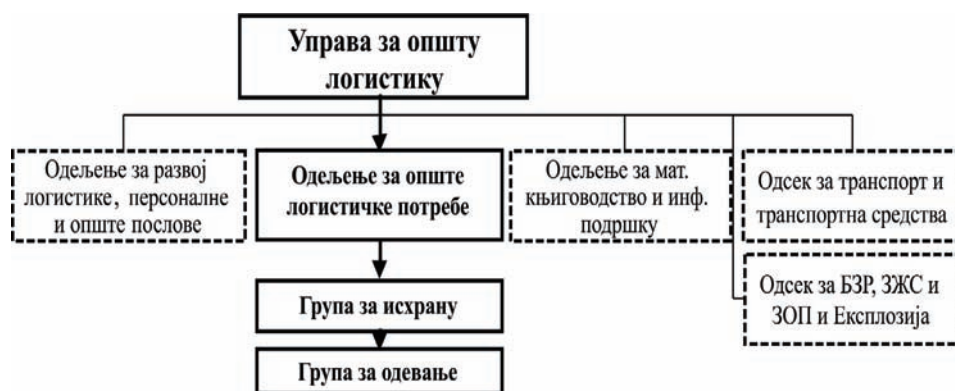 Управа за општу
логистику
Одељење за развој
логистике, персоналне
и опште послове
Одељење за опште
логистичке потребе
Одељење за мат.
књиговодство и инф.
подршку
Одсек за транспорт и
транспортна средства
Одсек за БЗР, ЗЖС и
ЗОП и Експлозија
Група за исхрану
Група за одевање